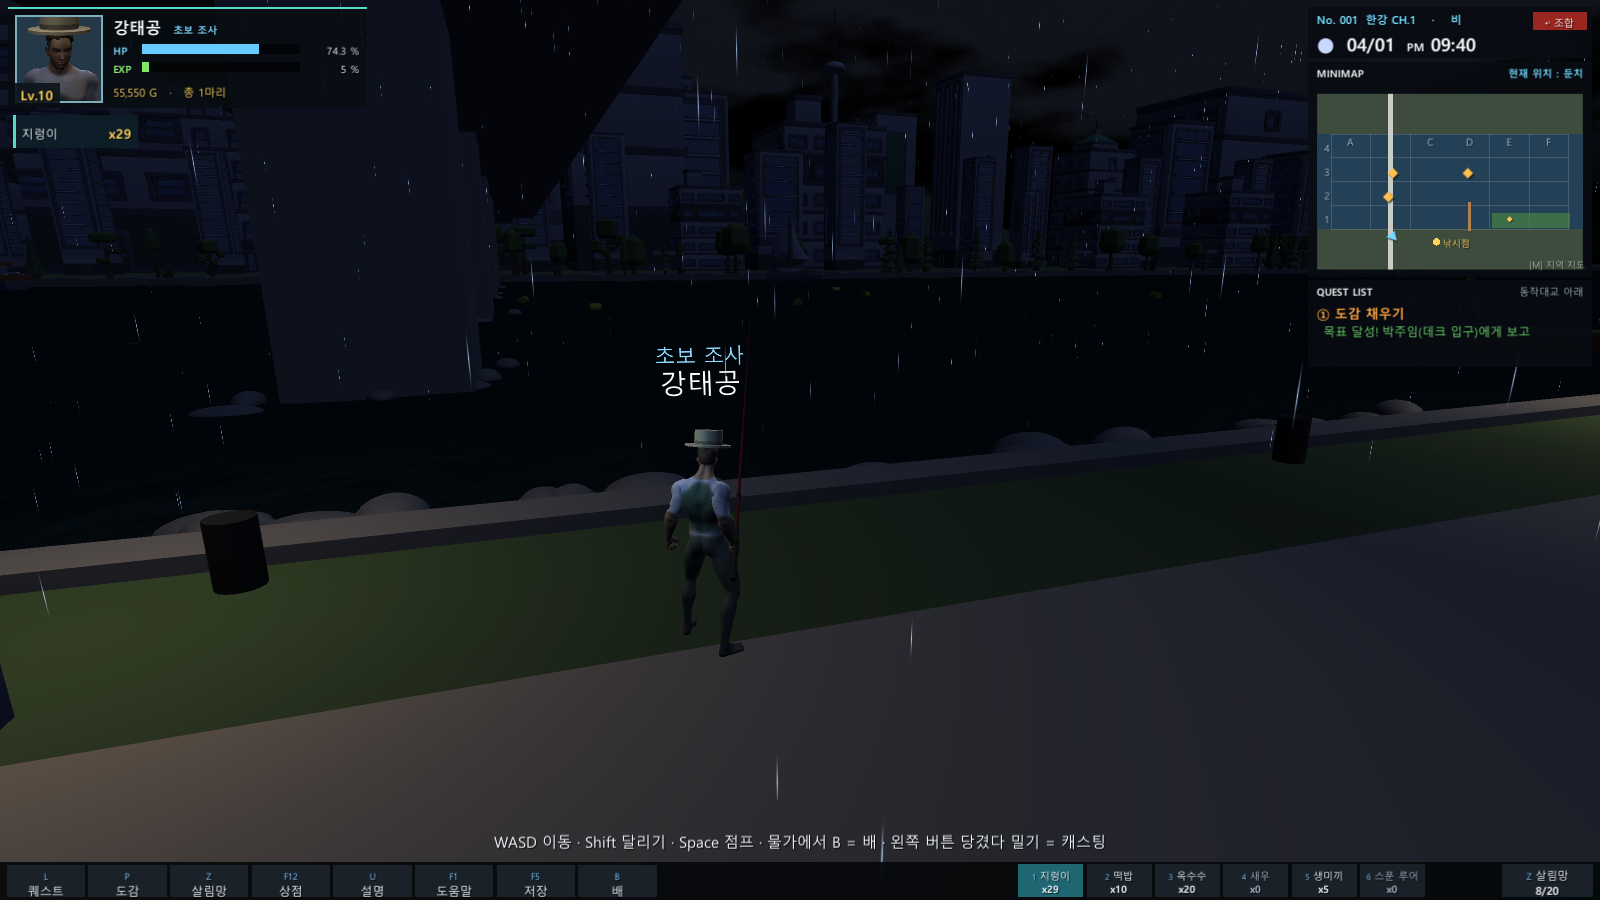 강태공 초보 조사
HP 74.3 %
EXP 5 %
Lv.10
55,550 G · 총 1마리
지렁이 x29
No. 001 한강 CH.1 · 비
↵ 조합
04/01 PM 09:40
MINIMAP 현재 위치 : 둔치
A C D E F
4
3
2
1
낚시점
[M] 지역 지도
QUEST LIST 동작대교 아래
① 도감 채우기
목표 달성! 박주임(데크 입구)에게 보고
초보 조사
강태공
WASD 이동 · Shift 달리기 · Space 점프 · 물가에서 B = 배 · 왼쪽 버튼 당겼다 밀기 = 캐스팅
L 퀘스트
P 도감
Z 살림망
F12 상점
U 설명
F1 도움말
F5 저장
B 배
1 지렁이 x29
2 떡밥 x10
3 옥수수 x20
4 새우 x0
5 생미끼 x5
6 스푼 루어 x0
Z 살림망 8/20